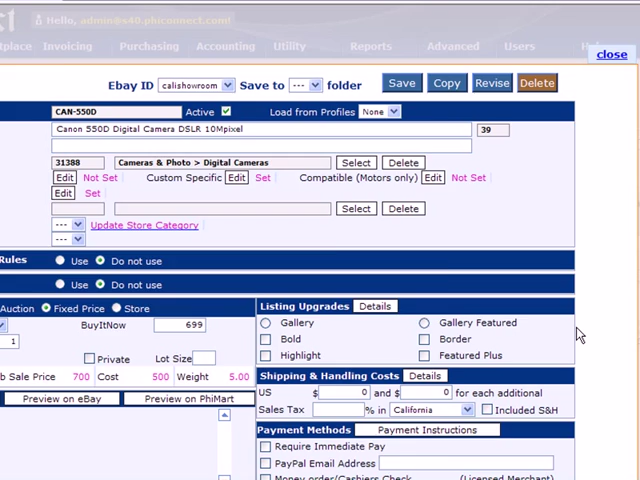 Hello, admin@s40.phiconnect.com!
Invoicing Purchasing Accounting Utility Reports Advanced Users
close
Ebay ID calishowroom Save to --- folder Save Copy Revise Delete
CAN-550D Active Load from Profiles None
Canon 550D Digital Camera DSLR 10Mpixel 39
31388 Cameras & Photo > Digital Cameras Select Delete
Edit Not Set Custom Specific Edit Set Compatible (Motors only) Edit Not Set
Edit Set
Select Delete
--- Update Store Category
---
Rules Use Do not use
Use Do not use
Auction Fixed Price Store Listing Upgrades Details
BuyItNow 699 Gallery Gallery Featured
1 Bold Border
Private Lot Size Highlight Featured Plus
Sale Price 700 Cost 500 Weight 5.00 Shipping & Handling Costs Details
Preview on eBay Preview on PhiMart US $ 0 and $ 0 for each additional
Sales Tax % in California Included S&H
Payment Methods Payment Instructions
Require Immediate Pay
PayPal Email Address
Money order/Cashiers Check (Licensed Merchant)